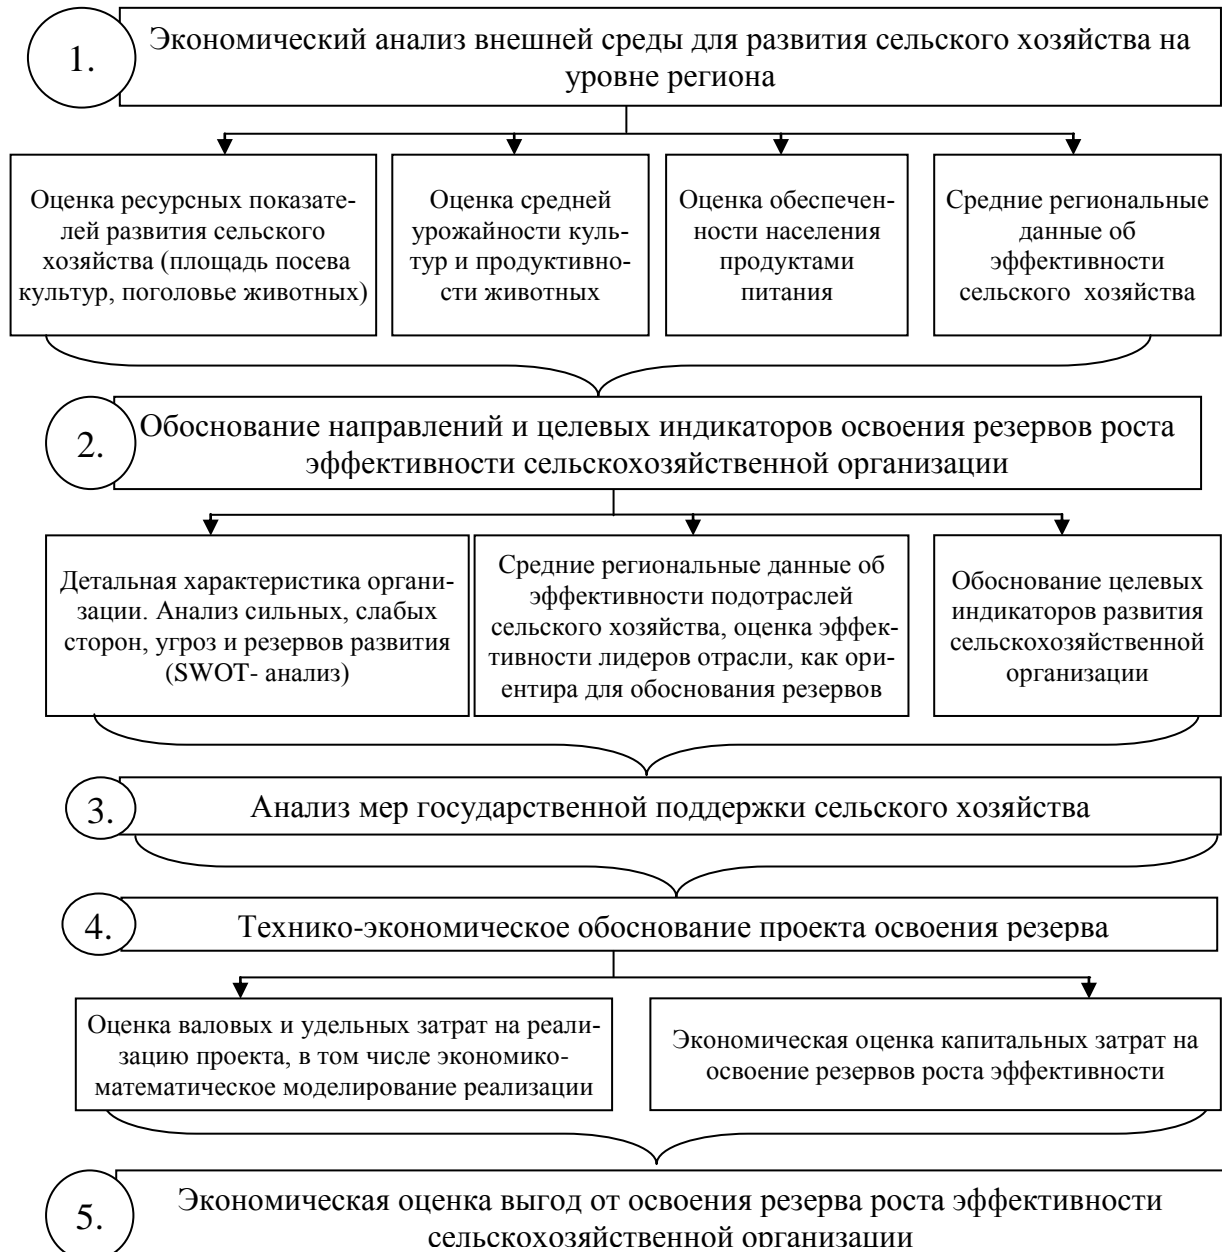 1.
Экономический анализ внешней среды для развития сельского хозяйства на
уровне региона
Оценка ресурсных показате-
лей развития сельского
хозяйства (площадь посева
культур, поголовье животных)
Оценка средней
урожайности куль-
тур и продуктивно-
сти животных
Оценка обеспечен-
ности населения
продуктами
питания
Средние региональные
данные об
эффективности
сельского хозяйства
2.
Обоснование направлений и целевых индикаторов освоения резервов роста
эффективности сельскохозяйственной организации
Детальная характеристика органи-
зации. Анализ сильных, слабых
сторон, угроз и резервов развития
(SWOT- анализ)
Средние региональные данные об
эффективности подотраслей
сельского хозяйства, оценка эффек-
тивности лидеров отрасли, как ори-
ентира для обоснования резервов
Обоснование целевых
индикаторов развития
сельскохозяйственной
организации
3.
Анализ мер государственной поддержки сельского хозяйства
4.
Технико-экономическое обоснование проекта освоения резерва
Оценка валовых и удельных затрат на реали-
зацию проекта, в том числе экономико-
математическое моделирование реализации
Экономическая оценка капитальных затрат на
освоение резервов роста эффективности
5.
Экономическая оценка выгод от освоения резерва роста эффективности
сельскохозяйственной организации